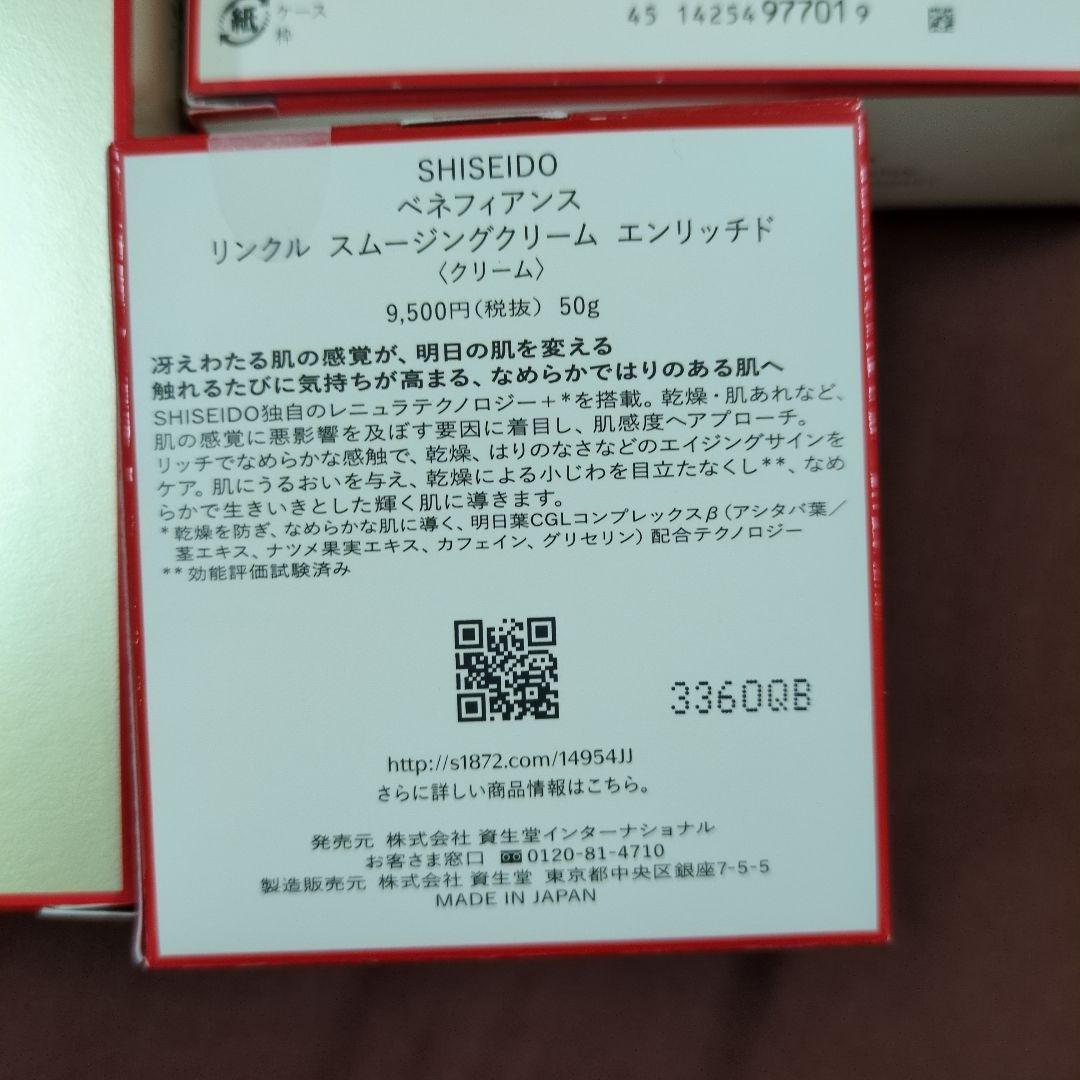 紙
ケース
枠
45 14254 97701 9
SHISEIDO
ベネフィアンス
リンクル スムージングクリーム エンリッチド
〈クリーム〉
9,500円(税抜) 50g
冴えわたる肌の感覚が、明日の肌を変える
触れるたびに気持ちが高まる、なめらかではりのある肌へ
SHISEIDO独自のレニュラテクノロジー+*を搭載。乾燥・肌あれなど、
肌の感覚に悪影響を及ぼす要因に着目し、肌感度へアプローチ。
リッチでなめらかな感触で、乾燥、はりのなさなどのエイジングサインを
ケア。肌にうるおいを与え、乾燥による小じわを目立たなくし**、なめ
らかで生きいきとした輝く肌に導きます。
*乾燥を防ぎ、なめらかな肌に導く、明日葉CGLコンプレックスβ(アシタバ葉/
茎エキス、ナツメ果実エキス、カフェイン、グリセリン)配合テクノロジー
**効能評価試験済み
3360QB
http://s1872.com/14954JJ
さらに詳しい商品情報はこちら。
発売元 株式会社 資生堂インターナショナル
お客さま窓口 0120-81-4710
製造販売元 株式会社 資生堂 東京都中央区銀座7-5-5
MADE IN JAPAN